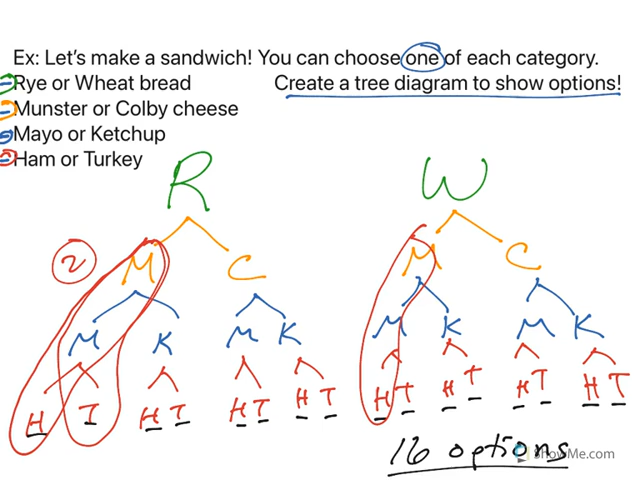 Ex: Let's make a sandwich! You can choose one of each category.
Rye or Wheat bread Create a tree diagram to show options!
Munster or Colby cheese
Mayo or Ketchup
Ham or Turkey
R W
2 M C M C
M K M K M K M K
H T H T H T H T H T H T H T H T
16 options
ShowMe.com